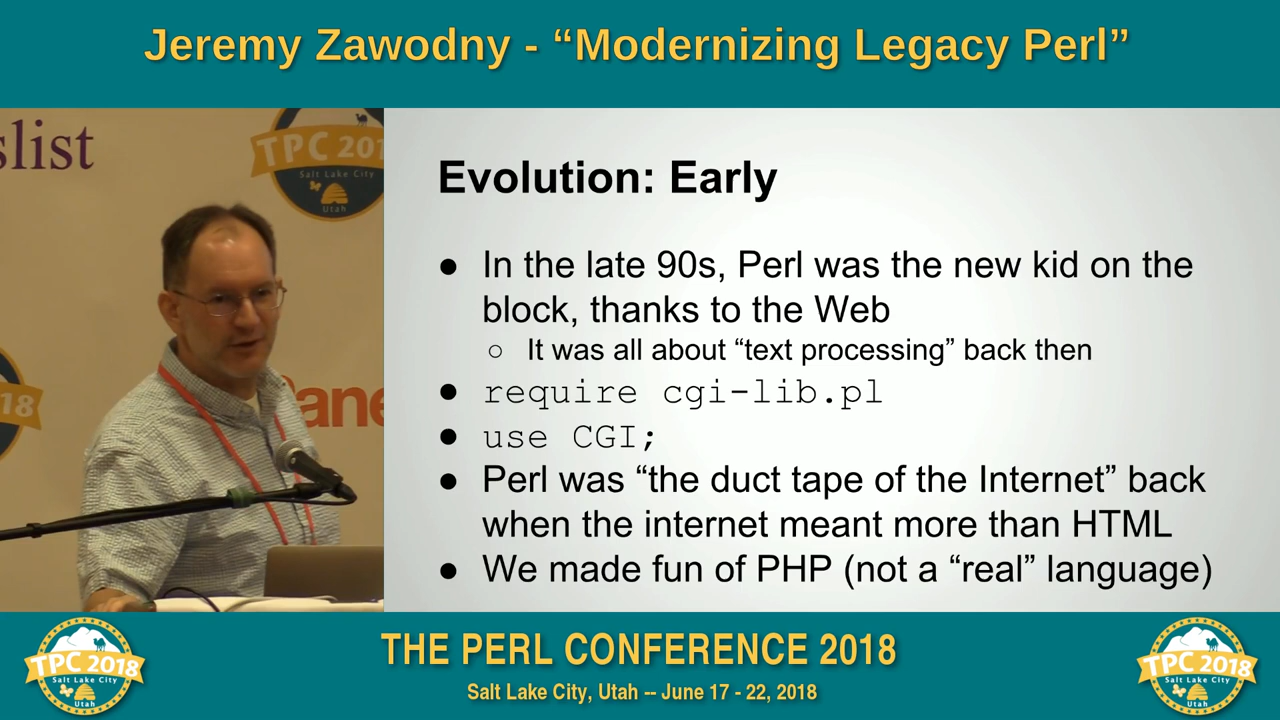 Jeremy Zawodny - “Modernizing Legacy Perl”
slist
TPC 201
Salt Lake City
Utah
18
ane
Evolution: Early
● In the late 90s, Perl was the new kid on the
block, thanks to the Web
○ It was all about “text processing” back then
● require cgi-lib.pl
● use CGI;
● Perl was “the duct tape of the Internet” back
when the internet meant more than HTML
● We made fun of PHP (not a “real” language)
TPC 2018
Salt Lake City
Utah
THE PERL CONFERENCE 2018
Salt Lake City, Utah -- June 17 - 22, 2018
TPC 2018
Salt Lake City
Utah